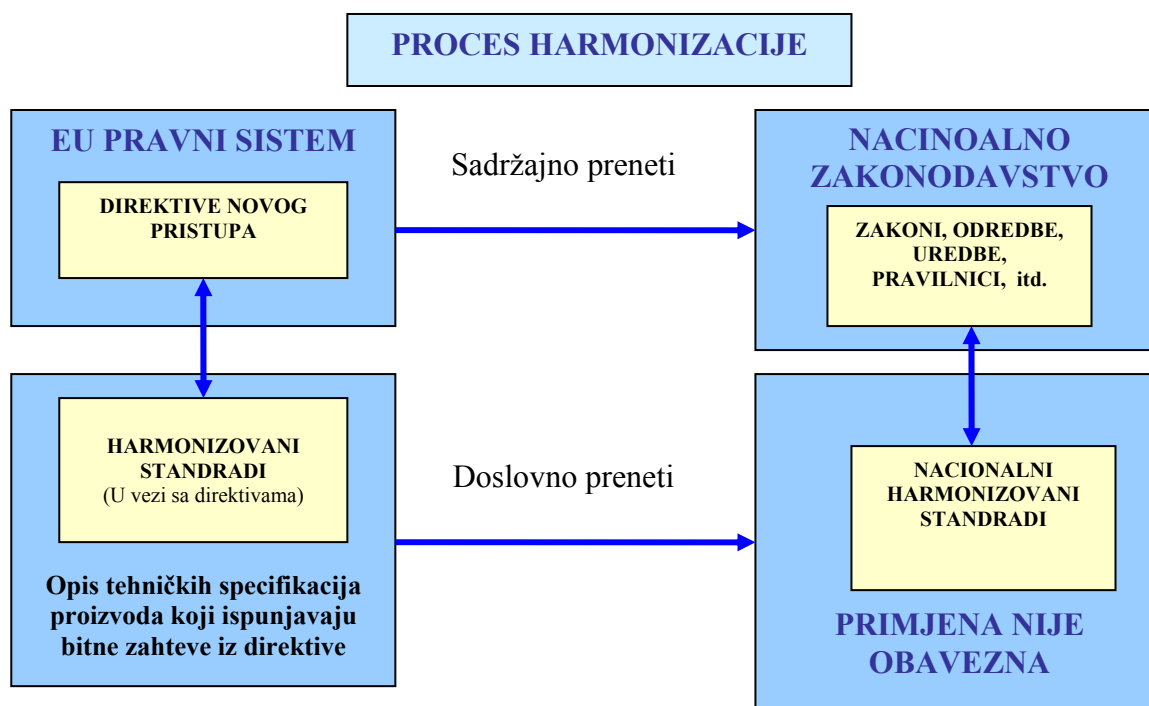 PROCES HARMONIZACIJE
EU PRAVNI SISTEM
DIREKTIVE NOVOG
PRISTUPA
Sadržajno preneti
NACINOALNO
ZAKONODAVSTVO
ZAKONI, ODREDBE,
UREDBE,
PRAVILNICI, itd.
HARMONIZOVANI
STANDRADI
(U vezi sa direktivama)
Opis tehničkih specifikacija
proizvoda koji ispunjavaju
bitne zahteve iz direktive
Doslovno preneti
NACIONALNI
HARMONIZOVANI
STANDRADI
PRIMJENA NIJE
OBAVEZNA